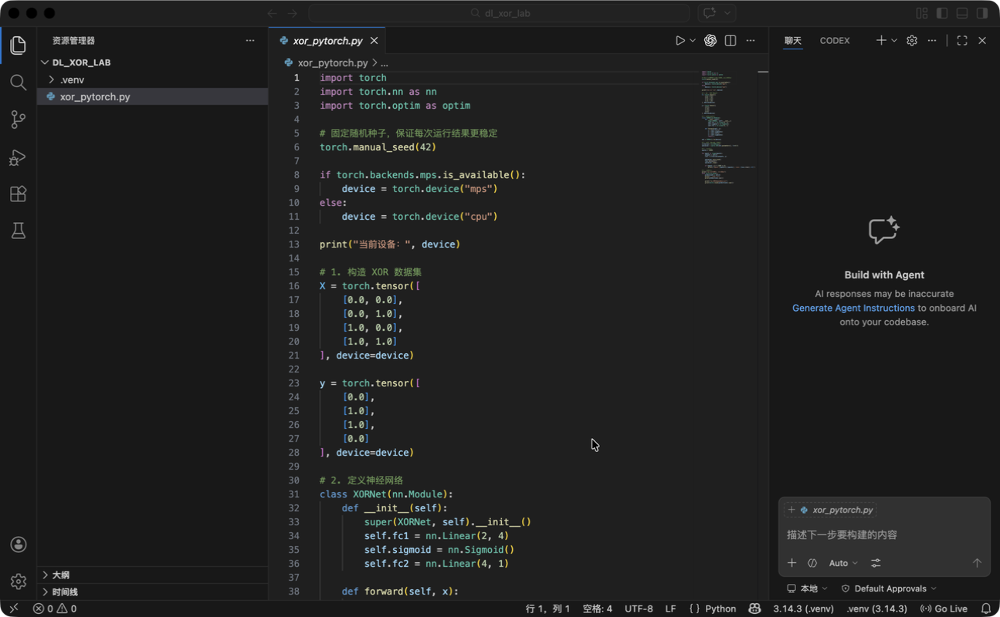 dl_xor_lab
资源管理器
DL_XOR_LAB
.venv
xor_pytorch.py
大纲
时间线
xor_pytorch.py
xor_pytorch.py > ...
1 import torch
2 import torch.nn as nn
3 import torch.optim as optim
4
5 # 固定随机种子，保证每次运行结果更稳定
6 torch.manual_seed(42)
7
8 if torch.backends.mps.is_available():
9     device = torch.device("mps")
10 else:
11     device = torch.device("cpu")
12
13 print("当前设备：", device)
14
15 # 1. 构造 XOR 数据集
16 X = torch.tensor([
17     [0.0, 0.0],
18     [0.0, 1.0],
19     [1.0, 0.0],
20     [1.0, 1.0]
21 ], device=device)
22
23 y = torch.tensor([
24     [0.0],
25     [1.0],
26     [1.0],
27     [0.0]
28 ], device=device)
29
30 # 2. 定义神经网络
31 class XORNet(nn.Module):
32     def __init__(self):
33         super(XORNet, self).__init__()
34         self.fc1 = nn.Linear(2, 4)
35         self.sigmoid = nn.Sigmoid()
36         self.fc2 = nn.Linear(4, 1)
37
38     def forward(self, x):
聊天 CODEX
Build with Agent
AI responses may be inaccurate
Generate Agent Instructions to onboard AI
onto your codebase.
xor_pytorch.py
描述下一步要构建的内容
Auto
本地 Default Approvals
0 0 行 1，列 1 空格: 4 UTF-8 LF { } Python 3.14.3 (.venv) .venv (3.14.3) Go Live